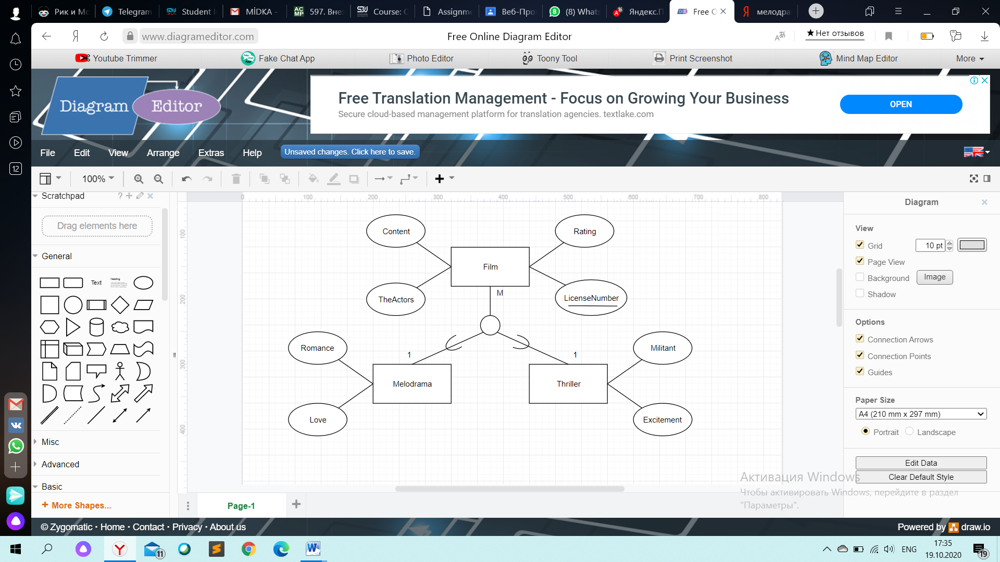 Рик и Мо
Telegram
Student I
MİDKA -
597. Вне
Course: C
Assignme
Веб-Про
(8) Whats
Яндекс.П
Free O
мелодра
www.diagrameditor.com
Free Online Diagram Editor
★Нет отзывов
Youtube Trimmer
Fake Chat App
Photo Editor
Toony Tool
Print Screenshot
Mind Map Editor
More
Diagram Editor
Free Translation Management - Focus on Growing Your Business
Secure cloud-based management platform for translation agencies. textlake.com
OPEN
File
Edit
View
Arrange
Extras
Help
Unsaved changes. Click here to save.
12
100%
Scratchpad
?
Drag elements here
General
Text
Heading
Misc
Advanced
Basic
+ More Shapes...
0 100 200 300 400 500 600 700 800
100
200
300
400
Content
Rating
Film
TheActors
M
LicenseNumber
Romance
Militant
1
1
Melodrama
Thriller
Love
Excitement
Page-1
Diagram
View
Grid
10 pt
Page View
Background
Image
Shadow
Options
Connection Arrows
Connection Points
Guides
Paper Size
A4 (210 mm x 297 mm)
Portrait
Landscape
Edit Data
Clear Default Style
Активация Windows
Чтобы активировать Windows, перейдите в раздел
"Параметры".
© Zygomatic · Home · Contact · Privacy · About us
Powered by draw.io
11
ENG
17:35
19.10.2020
19